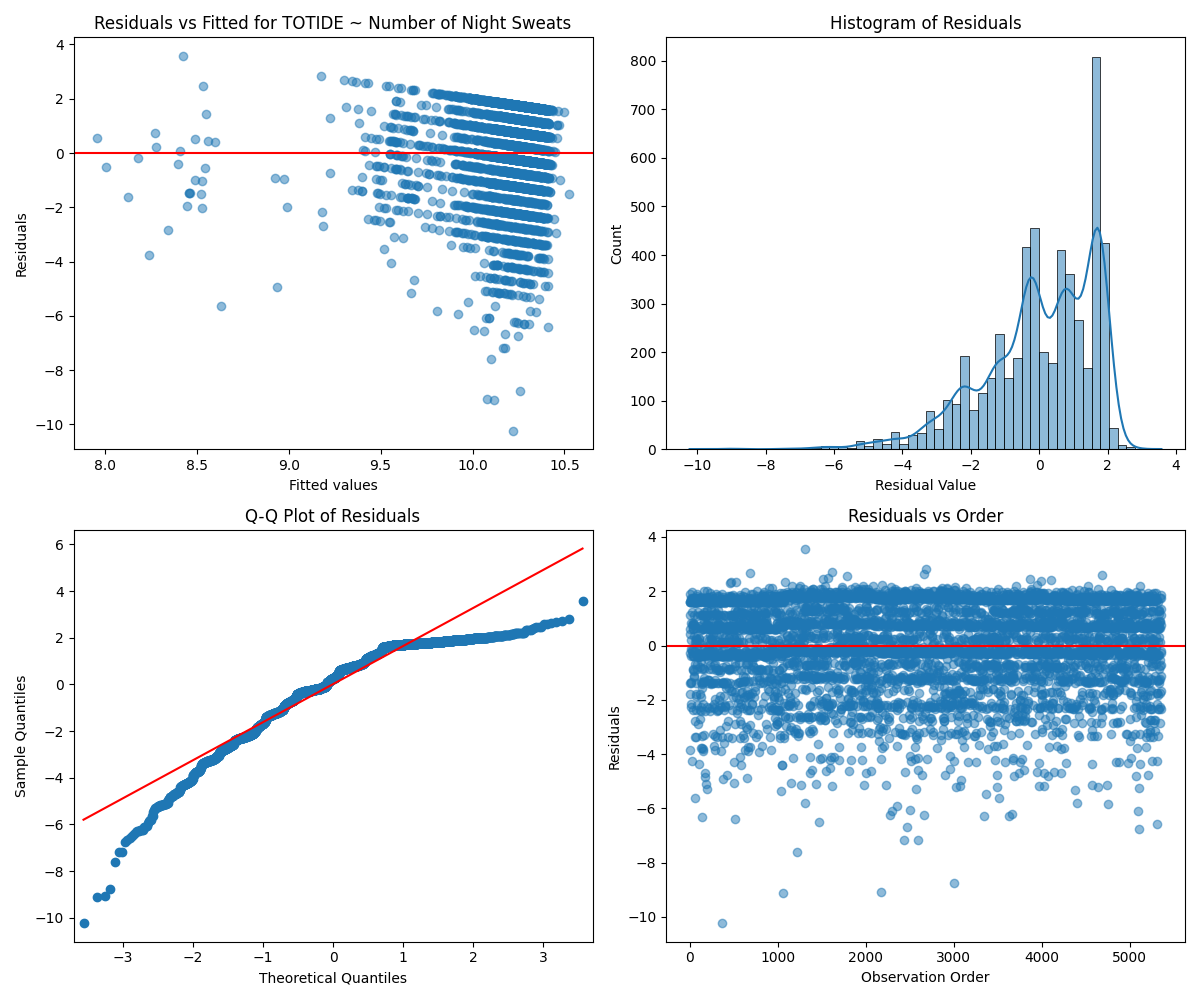 Residuals vs Fitted for TOTIDE ~ Number of Night Sweats
4
2
0
−2
−4
−6
−8
−10
Residuals
8.0 8.5 9.0 9.5 10.0 10.5
Fitted values
Histogram of Residuals
800
700
600
500
400
300
200
100
0
Count
−10 −8 −6 −4 −2 0 2 4
Residual Value
Q-Q Plot of Residuals
6
4
2
0
−2
−4
−6
−8
−10
Sample Quantiles
−3 −2 −1 0 1 2 3
Theoretical Quantiles
Residuals vs Order
4
2
0
−2
−4
−6
−8
−10
Residuals
0 1000 2000 3000 4000 5000
Observation Order